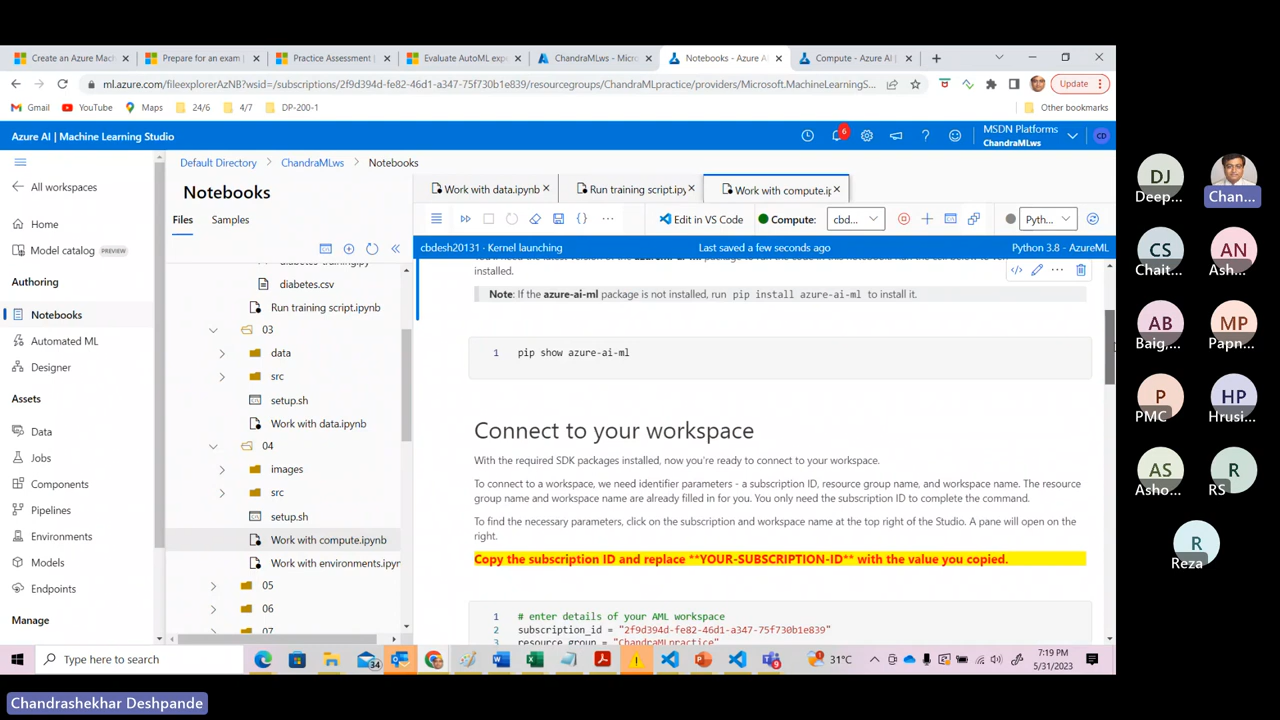 Create an Azure Mach
Prepare for an exam
Practice Assessment
Evaluate AutoML exp
ChandraMLws - Micro
Notebooks - Azure A
Compute - Azure AI
ml.azure.com/fileexplorerAzNB?wsid=/subscriptions/2f9d394d-fe82-46d1-a347-75f730b1e839/resourcegroups/ChandraMLpractice/providers/Microsoft.MachineLearningS...
Update
Gmail
YouTube
Maps
24/6
4/7
DP-200-1
Other bookmarks
Azure AI | Machine Learning Studio
6
MSDN Platforms
ChandraMLws
CD
All workspaces
Home
Model catalog PREVIEW
Authoring
Notebooks
Automated ML
Designer
Assets
Data
Jobs
Components
Pipelines
Environments
Models
Endpoints
Manage
Default Directory > ChandraMLws > Notebooks
Notebooks
Files
Samples
diabetes-training.py
diabetes.csv
Run training script.ipynb
03
data
src
setup.sh
Work with data.ipynb
04
images
src
setup.sh
Work with compute.ipynb
Work with environments.ipyn
05
06
07
Work with data.ipynb
Run training script.ipy
Work with compute.ip
Edit in VS Code
Compute:
cbd...
Pyth...
cbdesh20131 · Kernel launching
Last saved a few seconds ago
Python 3.8 - AzureML
installed.
Note: If the azure-ai-ml package is not installed, run pip install azure-ai-ml to install it.
1 pip show azure-ai-ml
Connect to your workspace
With the required SDK packages installed, now you're ready to connect to your workspace.
To connect to a workspace, we need identifier parameters - a subscription ID, resource group name, and workspace name. The resource
group name and workspace name are already filled in for you. You only need the subscription ID to complete the command.
To find the necessary parameters, click on the subscription and workspace name at the top right of the Studio. A pane will open on the
right.
Copy the subscription ID and replace **YOUR-SUBSCRIPTION-ID** with the value you copied.
1 # enter details of your AML workspace
2 subscription_id = "2f9d394d-fe82-46d1-a347-75f730b1e839"
3 resource_group = "ChandraMLpractice"
Type here to search
34
9
31°C
7:19 PM
5/31/2023
DJ
Deep...
Chan...
CS
Chait...
AN
Ash...
AB
Baig,...
MP
Papn...
P
PMC
HP
Hrusi...
AS
Asho...
R
RS
R
Reza
Chandrashekhar Deshpande